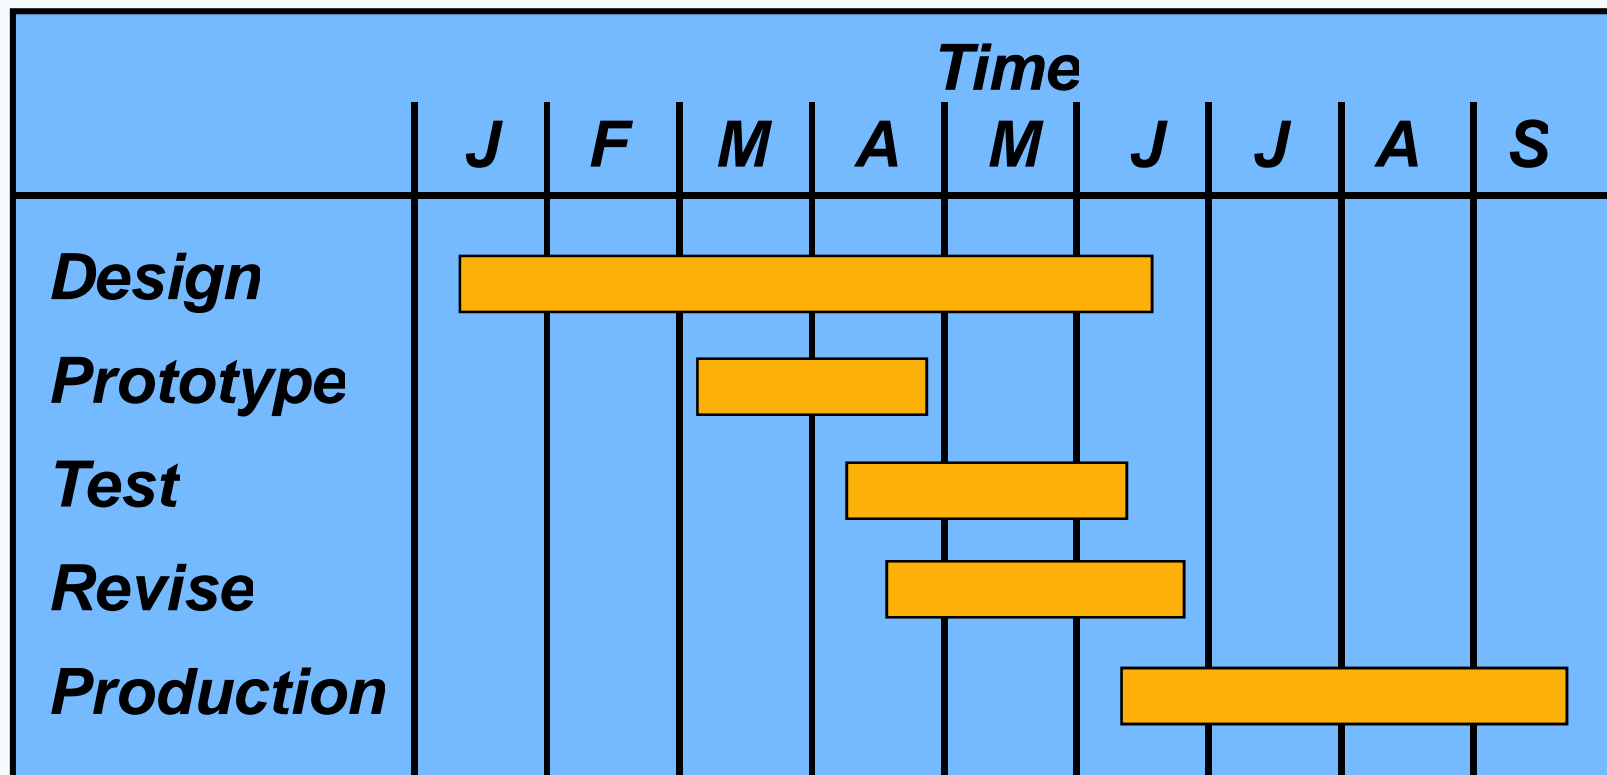 Time
J F M A M J J A S
Design
Prototype
Test
Revise
Production